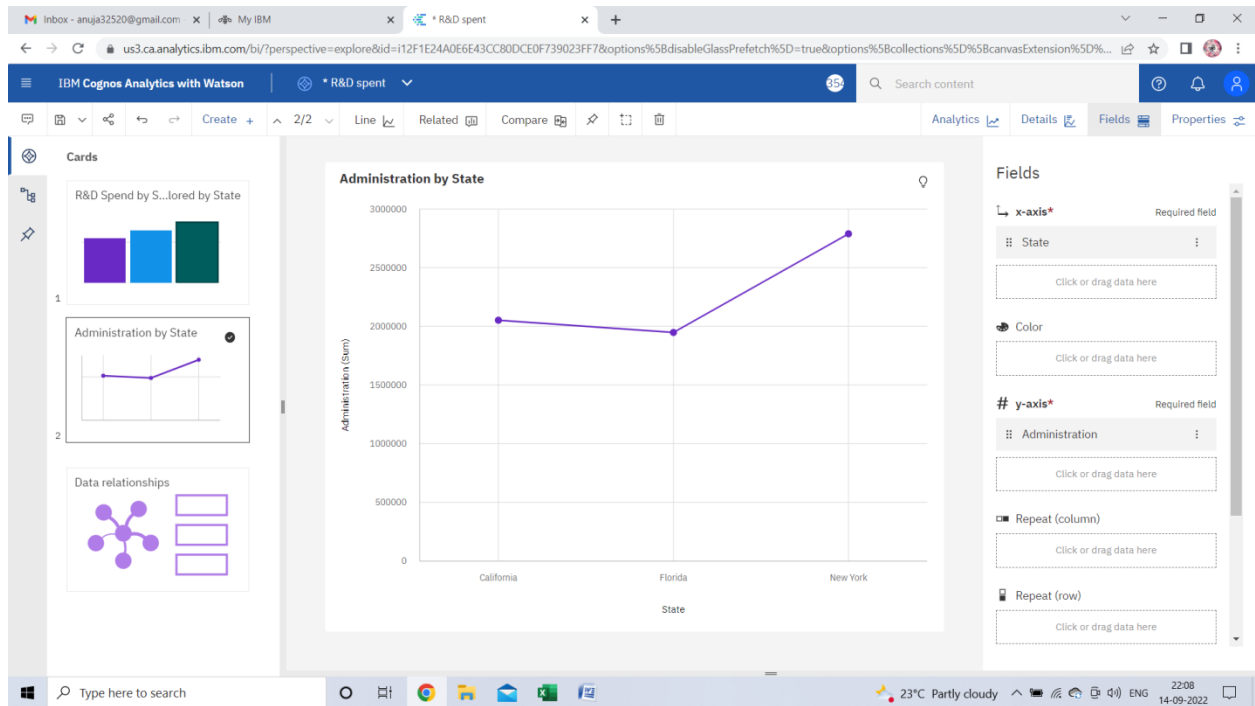 Inbox - anuja32520@gmail.com
My IBM
* R&D spent
us3.ca.analytics.ibm.com/bi/?perspective=explore&id=i12F1E24A0E6E43CC80DCE0F739023FF7&options%5BdisableGlassPrefetch%5D=true&options%5Bcollections%5D%5BcanvasExtension%5D%...
IBM Cognos Analytics with Watson
* R&D spent
354
Search content
Create +
2/2
Line
Related
Compare
Analytics
Details
Fields
Properties
Cards
R&D Spend by S...lored by State
1
Administration by State
2
Data relationships
Administration by State
3000000
2500000
2000000
1500000
1000000
500000
0
Administration (Sum)
California
Florida
New York
State
Fields
x-axis*
Required field
State
Click or drag data here
Color
Click or drag data here
# y-axis*
Required field
Administration
Click or drag data here
Repeat (column)
Click or drag data here
Repeat (row)
Click or drag data here
Type here to search
23°C Partly cloudy
ENG
22:08
14-09-2022